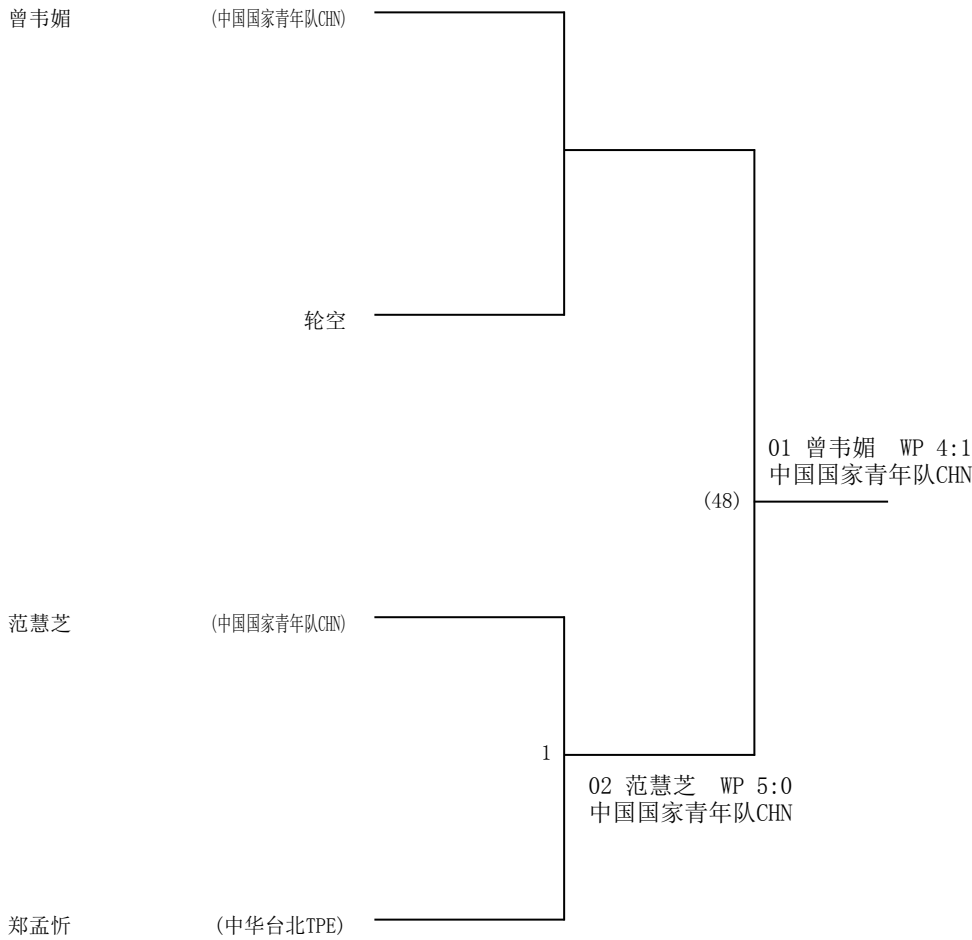 曾韦媚 (中国国家青年队CHN)
轮空
01 曾韦媚 WP 4:1
中国国家青年队CHN
(48)
范慧芝 (中国国家青年队CHN)
1
02 范慧芝 WP 5:0
中国国家青年队CHN
郑孟忻 (中华台北TPE)